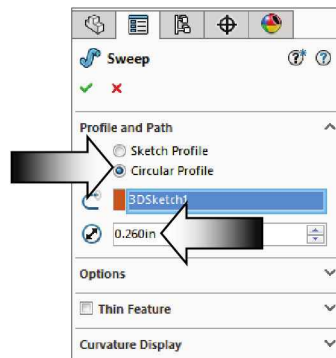 Sweep
Profile and Path
Sketch Profile
Circular Profile
3DSketch1
0.260in
Options
Thin Feature
Curvature Display